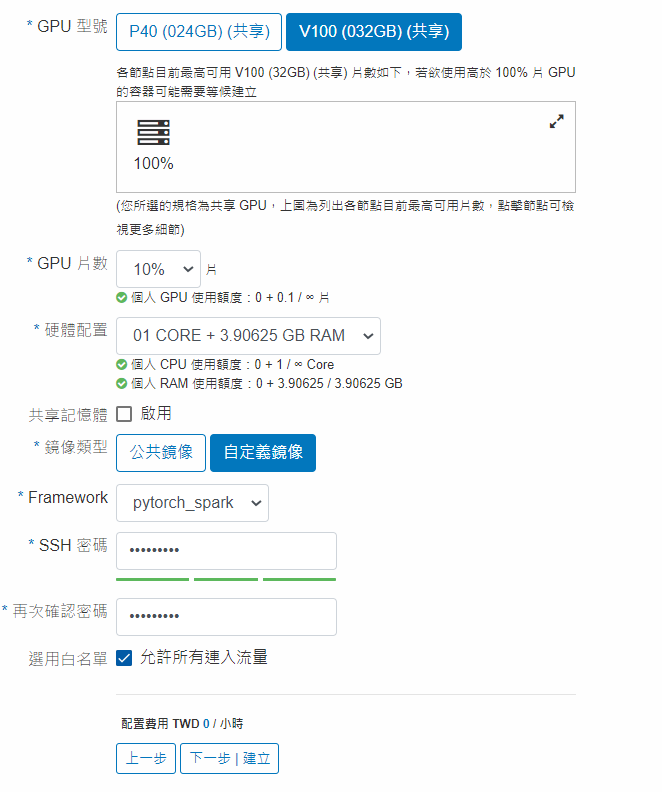 * GPU 型號 P40 (024GB) (共享) V100 (032GB) (共享)
各節點目前最高可用 V100 (32GB) (共享) 片數如下，若欲使用高於 100% 片 GPU
的容器可能需要等候建立
100%
(您所選的規格為共享 GPU，上圖為列出各節點目前最高可用片數，點擊節點可檢
視更多細節)
* GPU 片數 10% 片
個人 GPU 使用額度：0 + 0.1 / ∞ 片
* 硬體配置 01 CORE + 3.90625 GB RAM
個人 CPU 使用額度：0 + 1 / ∞ Core
個人 RAM 使用額度：0 + 3.90625 / 3.90625 GB
共享記憶體 啟用
* 鏡像類型 公共鏡像 自定義鏡像
* Framework pytorch_spark
* SSH 密碼 •••••••••
* 再次確認密碼 •••••••••
選用白名單 允許所有連入流量
配置費用 TWD 0 / 小時
上一步 下一步 | 建立